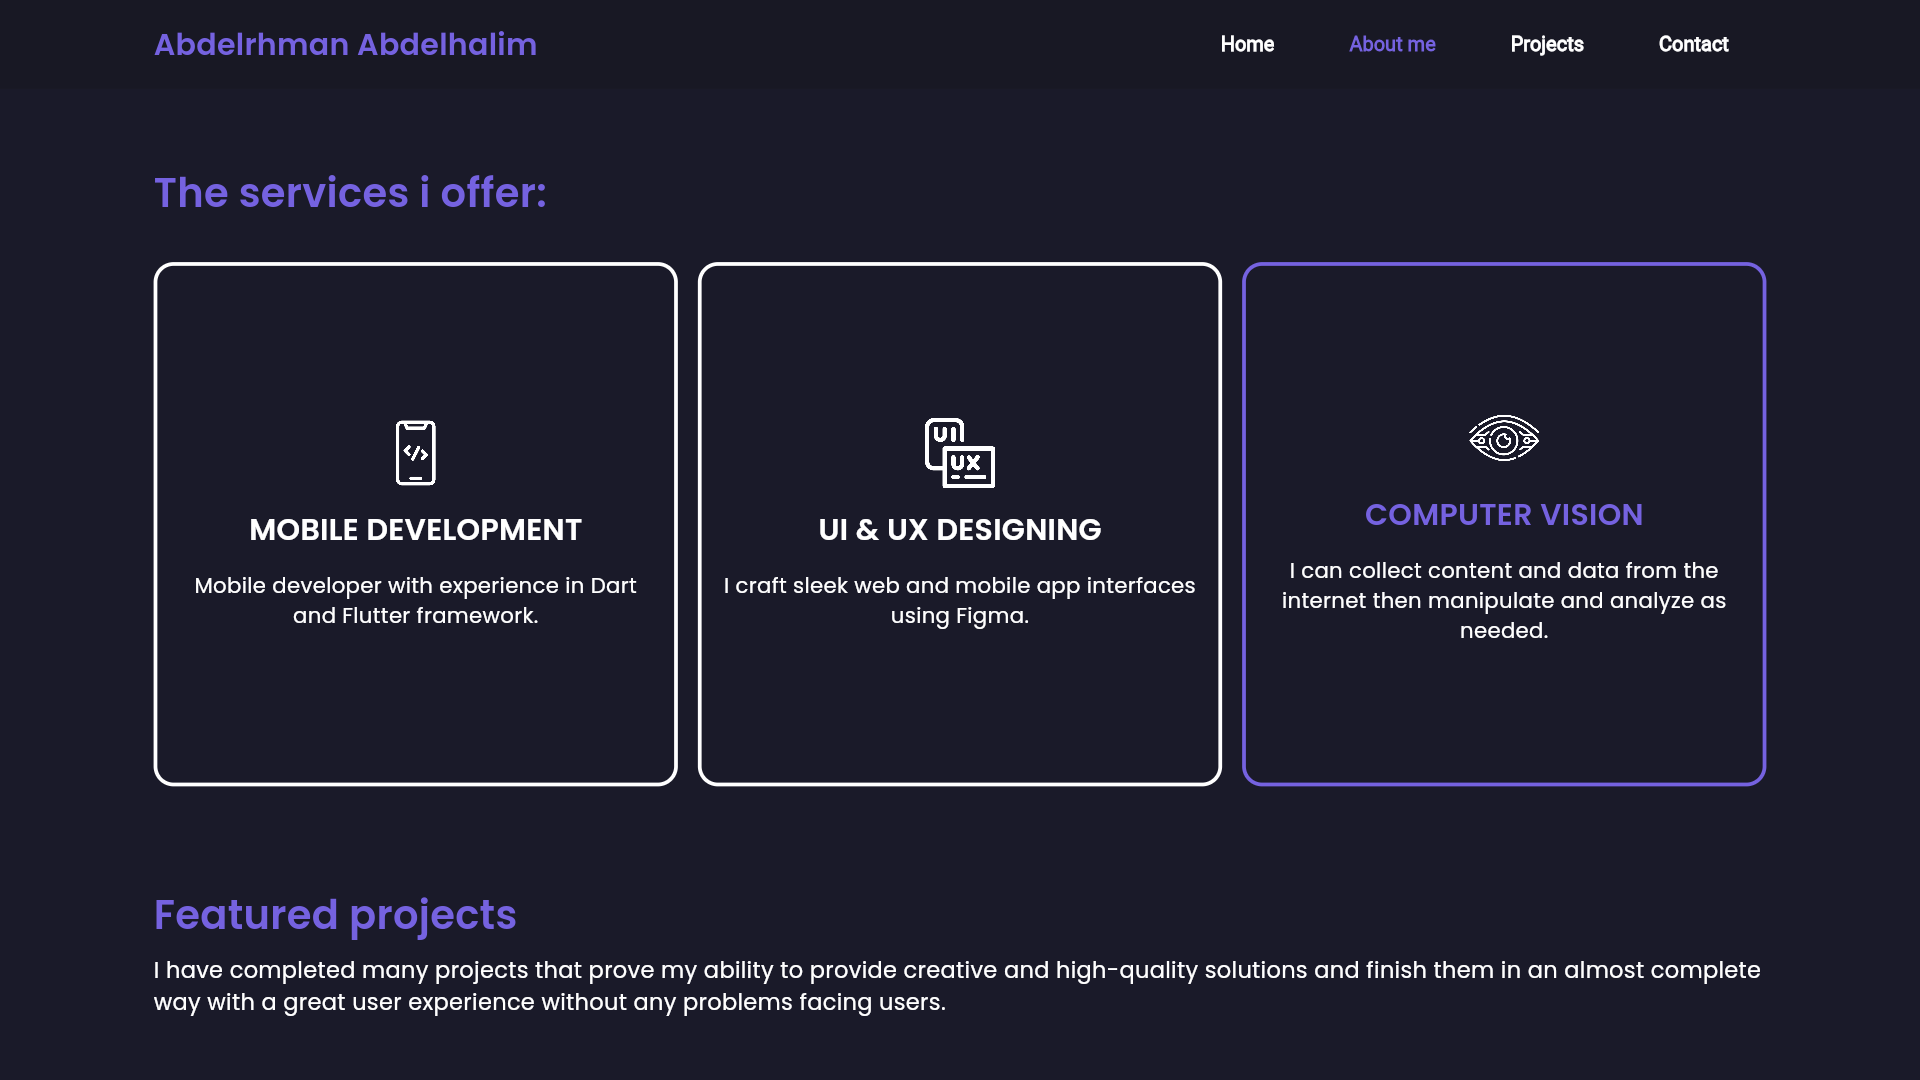 Abdelrhman Abdelhalim
Home
About me
Projects
Contact
The services i offer:
MOBILE DEVELOPMENT
Mobile developer with experience in Dart
and Flutter framework.
UI
UX
UI & UX DESIGNING
I craft sleek web and mobile app interfaces
using Figma.
COMPUTER VISION
I can collect content and data from the
internet then manipulate and analyze as
needed.
Featured projects
I have completed many projects that prove my ability to provide creative and high-quality solutions and finish them in an almost complete
way with a great user experience without any problems facing users.